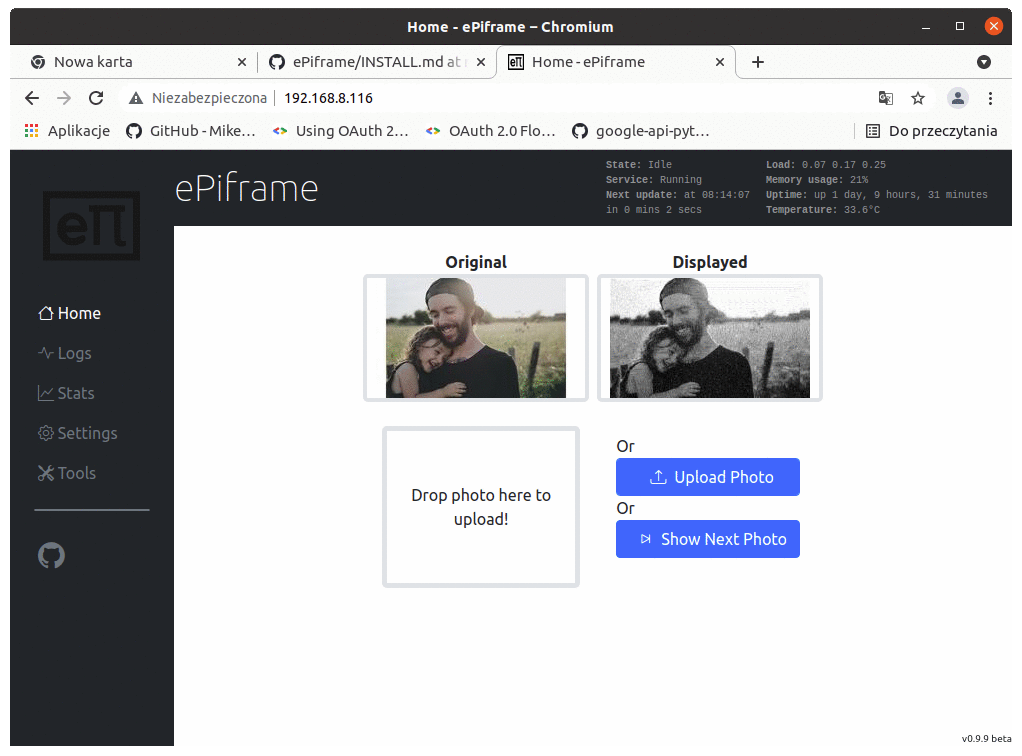 Home - ePiframe – Chromium
Nowa karta
ePiframe/INSTALL.md at
Home - ePiframe
Niezabezpieczona
192.168.8.116
Aplikacje
GitHub - Mike…
Using OAuth 2…
OAuth 2.0 Flo…
google-api-pyt…
Do przeczytania
eπ
ePiframe
State: Idle
Service: Running
Next update: at 08:14:07
in 0 mins 2 secs
Load: 0.07 0.17 0.25
Memory usage: 21%
Uptime: up 1 day, 9 hours, 31 minutes
Temperature: 33.6°C
Home
Logs
Stats
Settings
Tools
Original
Displayed
Drop photo here to
upload!
Or
Upload Photo
Or
Show Next Photo
v0.9.9 beta